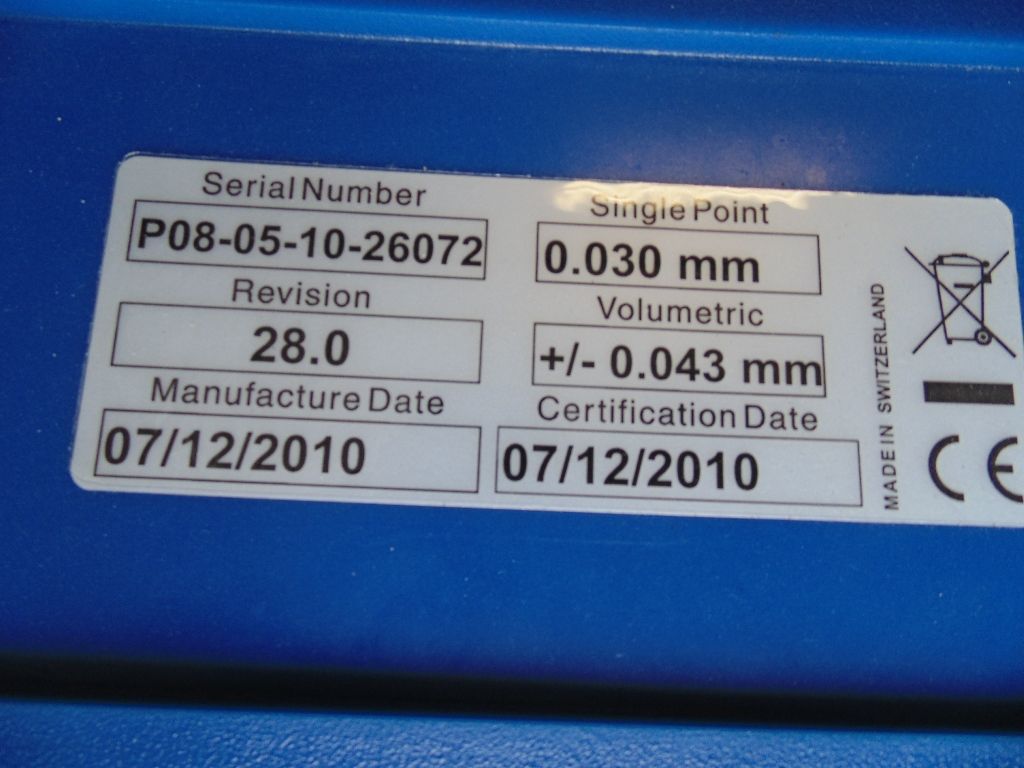 Serial Number
P08-05-10-26072
Revision
28.0
Manufacture Date
07/12/2010
Single Point
0.030 mm
Volumetric
+/- 0.043 mm
Certification Date
07/12/2010
MADE IN SWITZERLAND
CE